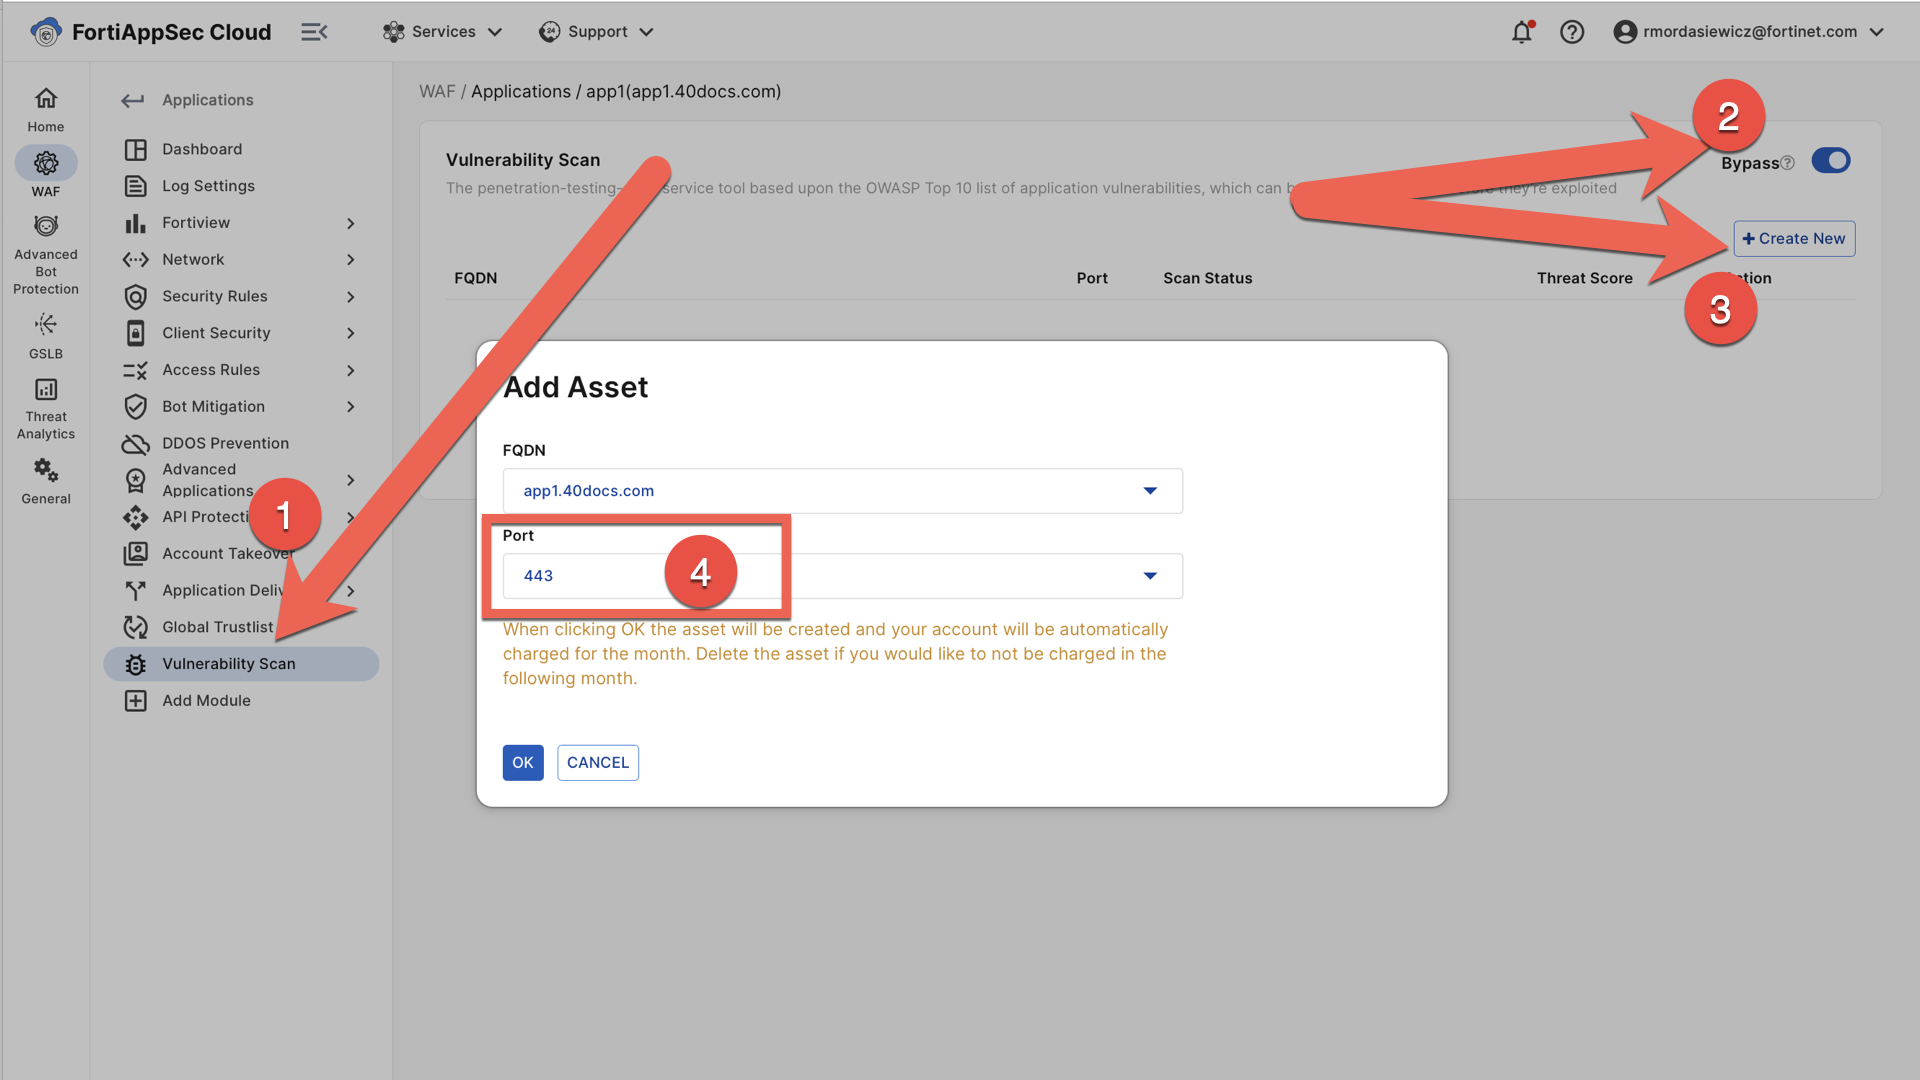 FortiAppSec Cloud
Services
24
Support
rmordasiewicz@fortinet.com
Home
WAF
Advanced
Bot
Protection
GSLB
Threat
Analytics
General
Applications
Dashboard
Log Settings
Fortiview
Network
Security Rules
Client Security
Access Rules
Bot Mitigation
DDOS Prevention
Advanced
Applications
API Protecti
Account Takeover
Application Deliv
Global Trustlist
Vulnerability Scan
Add Module
1
WAF / Applications / app1(app1.40docs.com)
Vulnerability Scan
2
Bypass
The penetration-testing- service tool based upon the OWASP Top 10 list of application vulnerabilities, which can they're exploited
+ Create New
FQDN
Port
Scan Status
Threat Score
3
Add Asset
FQDN
app1.40docs.com
Port
443
4
When clicking OK the asset will be created and your account will be automatically
charged for the month. Delete the asset if you would like to not be charged in the
following month.
OK
CANCEL